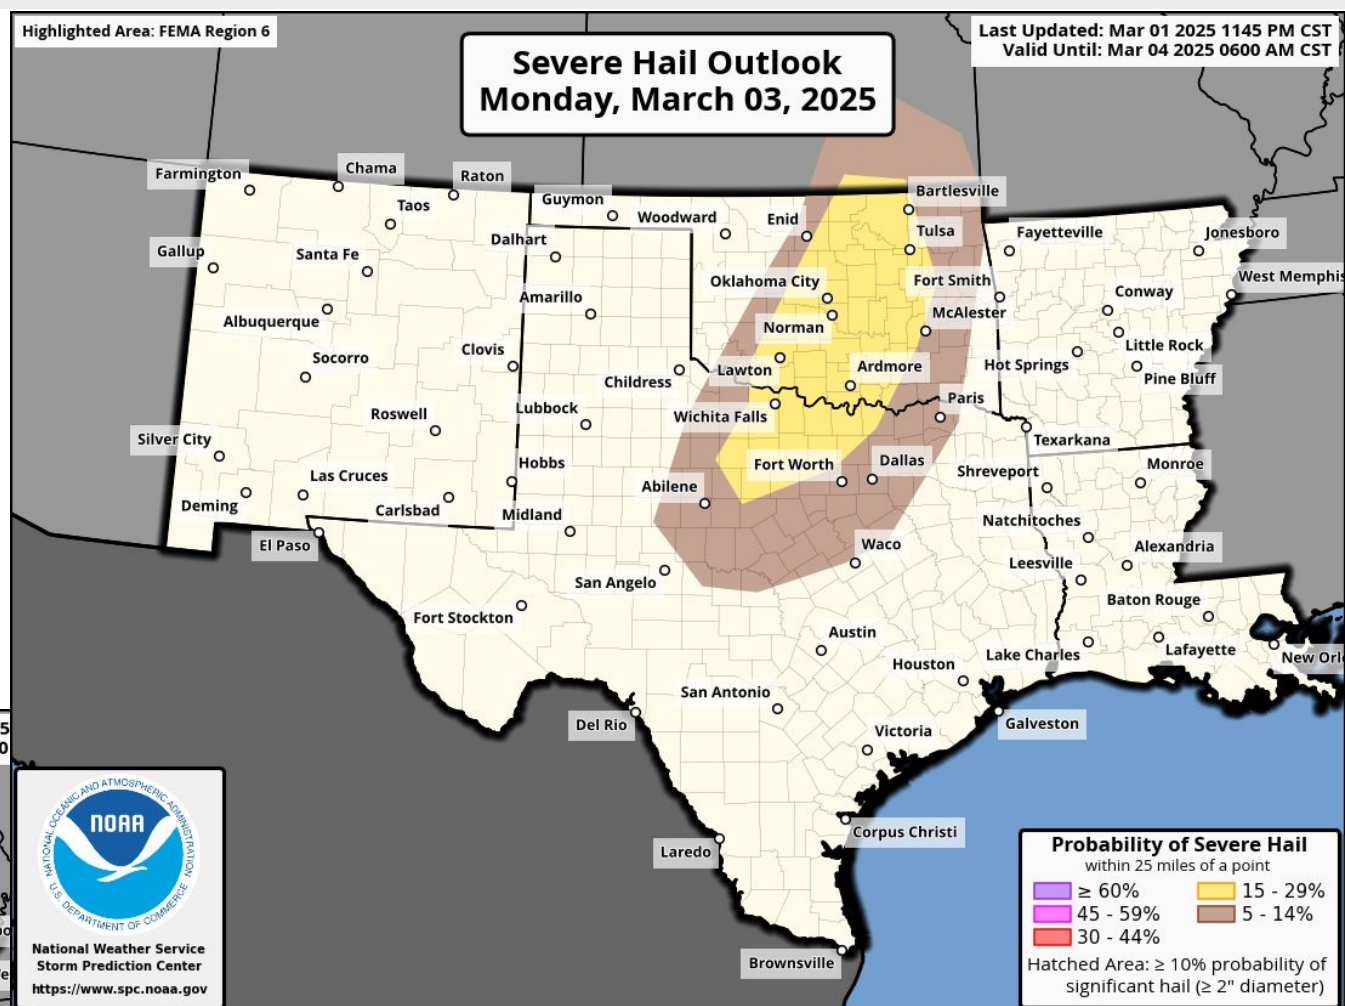 Highlighted Area: FEMA Region 6
Last Updated: Mar 01 2025 1145 PM CST
Valid Until: Mar 04 2025 0600 AM CST
Severe Hail Outlook
Monday, March 03, 2025
Farmington
Chama
Raton
Taos
Guymon
Woodward
Enid
Bartlesville
Tulsa
Fayetteville
Jonesboro
Gallup
Santa Fe
Dalhart
Oklahoma City
Fort Smith
West Memphis
Albuquerque
Amarillo
Norman
McAlester
Conway
Socorro
Clovis
Childress
Lawton
Ardmore
Hot Springs
Little Rock
Pine Bluff
Roswell
Lubbock
Wichita Falls
Paris
Texarkana
Silver City
Las Cruces
Hobbs
Fort Worth
Dallas
Shreveport
Monroe
Deming
Carlsbad
Midland
Abilene
Natchitoches
El Paso
San Angelo
Waco
Leesville
Alexandria
Fort Stockton
Austin
Baton Rouge
Houston
Lake Charles
Lafayette
New Orl
San Antonio
Del Rio
Victoria
Galveston
5
0
Corpus Christi
Laredo
Brownsville
NATIONAL OCEANIC AND ATMOSPHERIC ADMINISTRATION
NOAA
U.S. DEPARTMENT OF COMMERCE
National Weather Service
Storm Prediction Center
https://www.spc.noaa.gov
Probability of Severe Hail
within 25 miles of a point
≥ 60%
15 - 29%
45 - 59%
5 - 14%
30 - 44%
Hatched Area: ≥ 10% probability of
significant hail (≥ 2" diameter)